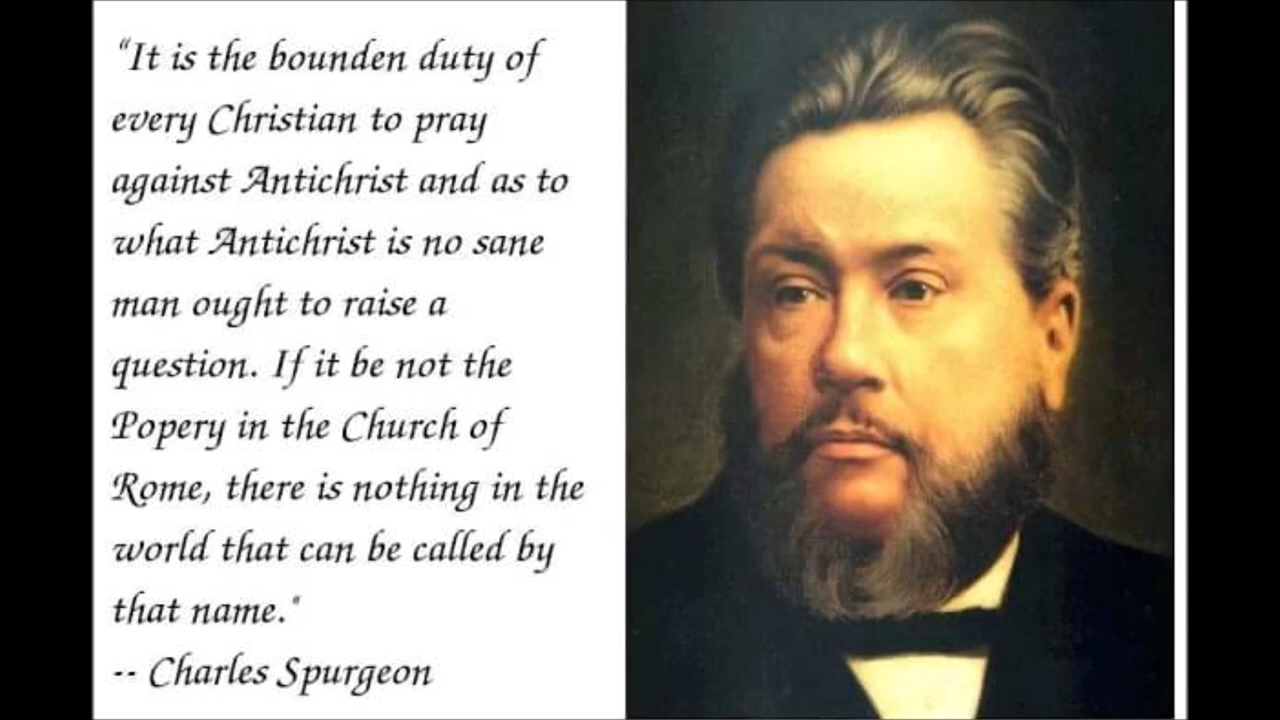 “It is the bounden duty of
every Christian to pray
against Antichrist and as to
what Antichrist is no sane
man ought to raise a
question. If it be not the
Popery in the Church of
Rome, there is nothing in the
world that can be called by
that name."
-- Charles Spurgeon